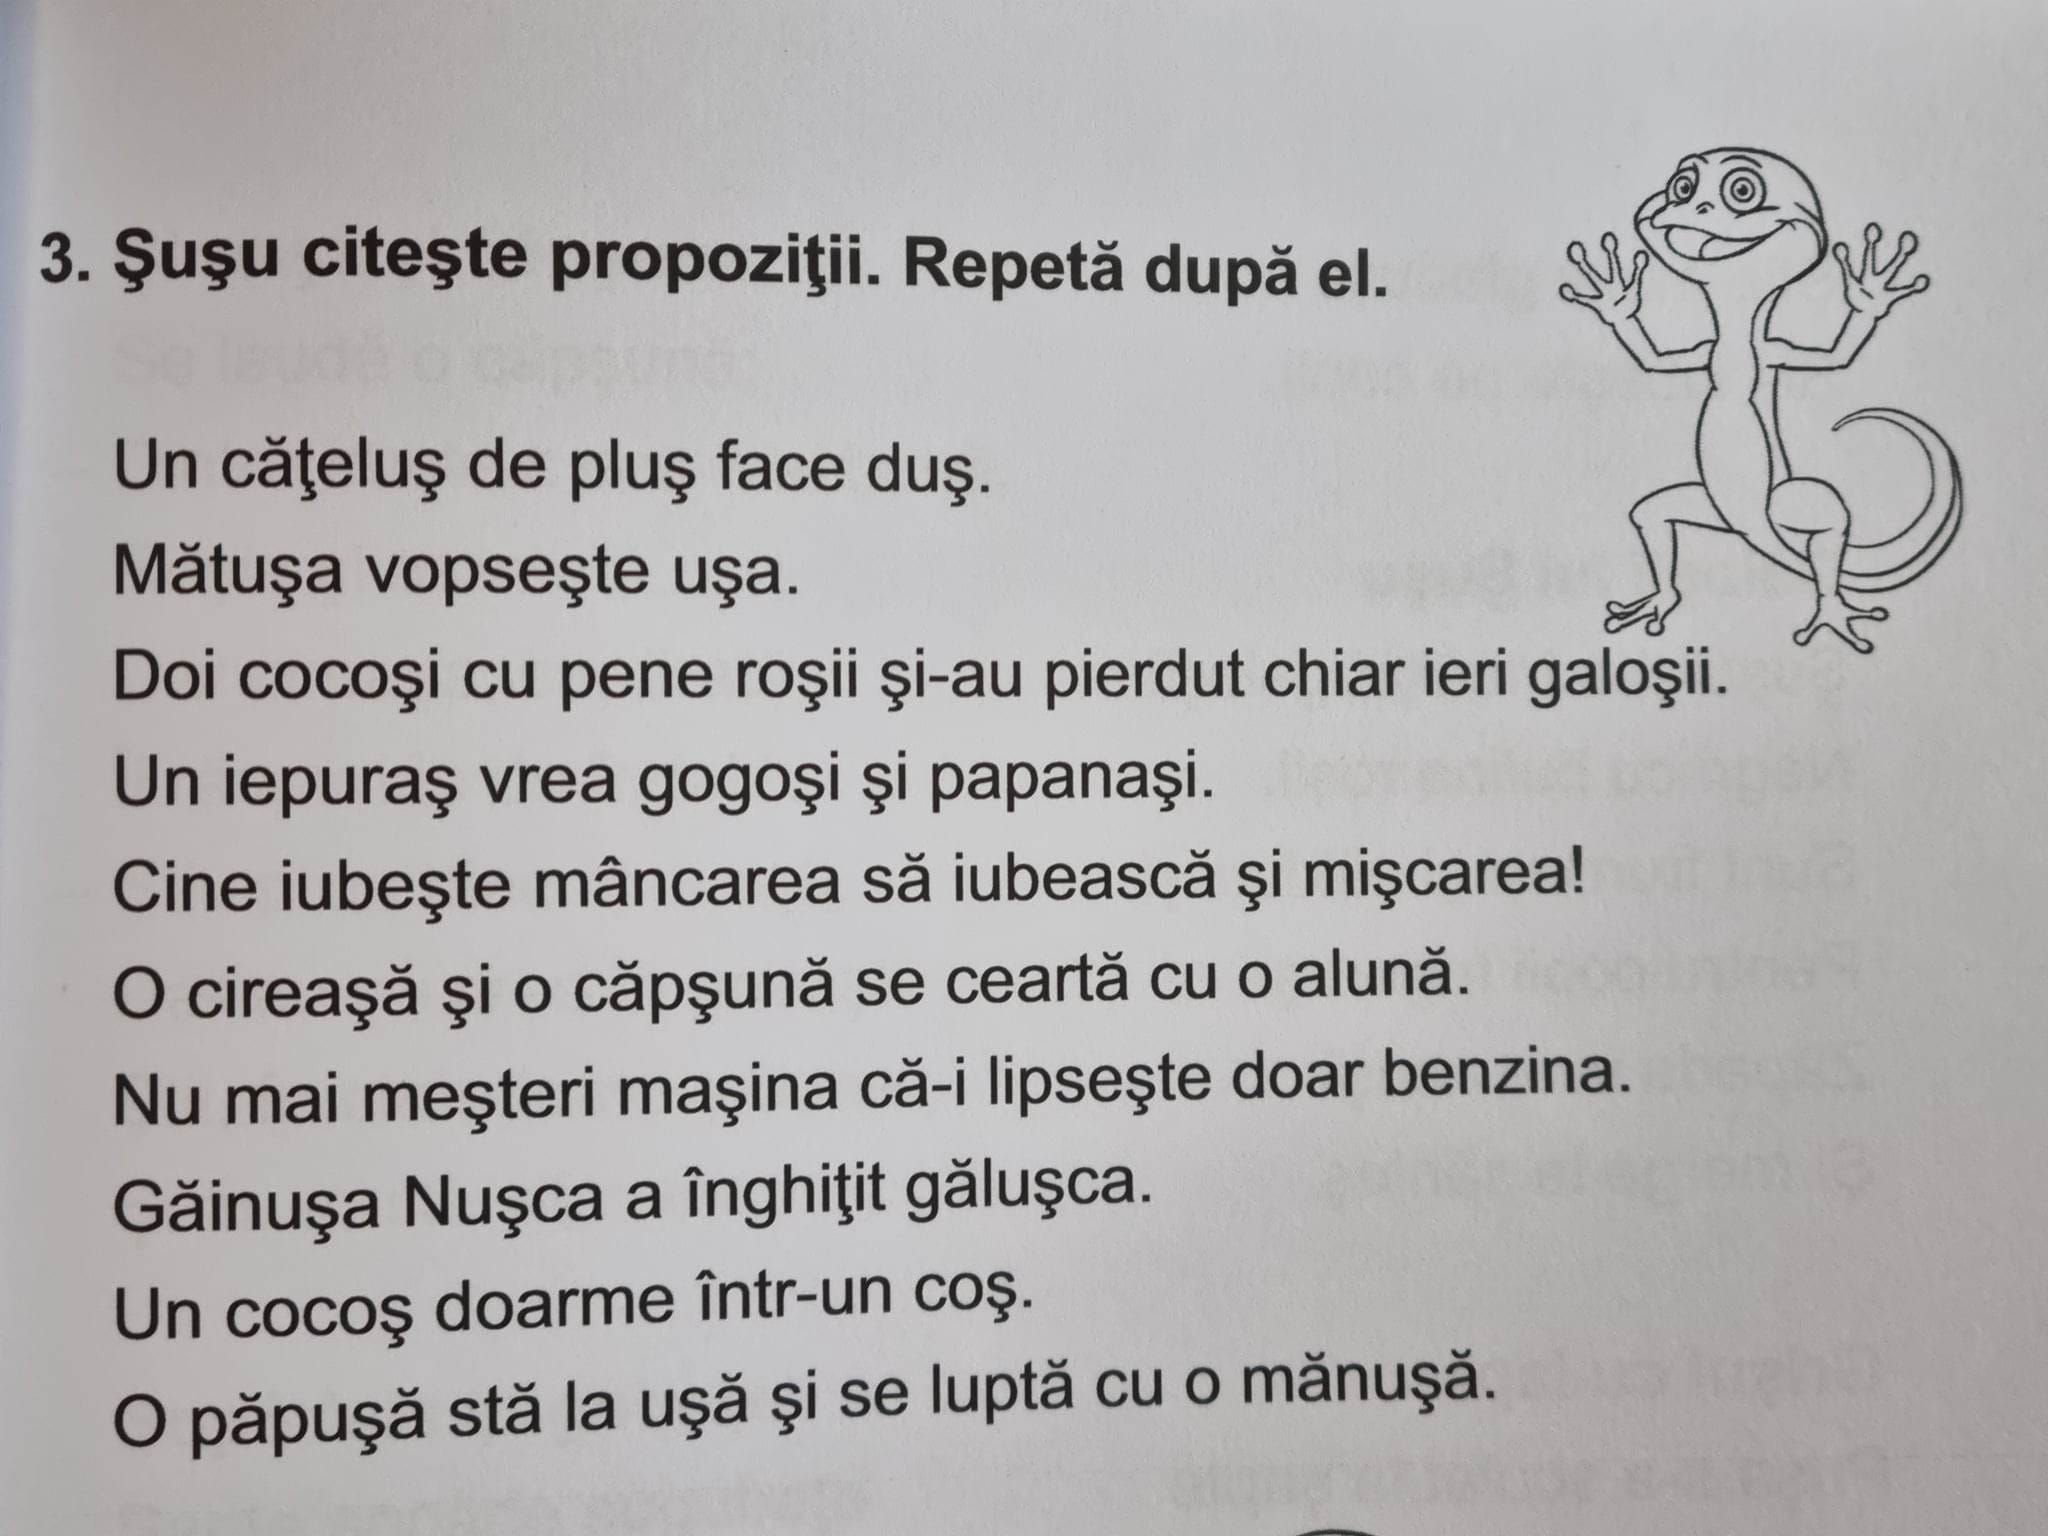 3. Şuşu citeşte propoziţii. Repetă după el.
Un căţeluş de pluş face duş.
Mătuşa vopseşte uşa.
Doi cocoşi cu pene roşii şi-au pierdut chiar ieri galoşii.
Un iepuraş vrea gogoşi şi papanaşi.
Cine iubeşte mâncarea să iubească şi mişcarea!
O cireaşă şi o căpşună se ceartă cu o alună.
Nu mai meşteri maşina că-i lipseşte doar benzina.
Găinuşa Nuşca a înghiţit găluşca.
Un cocoş doarme într-un coş.
O păpuşă stă la uşă şi se luptă cu o mănuşă.